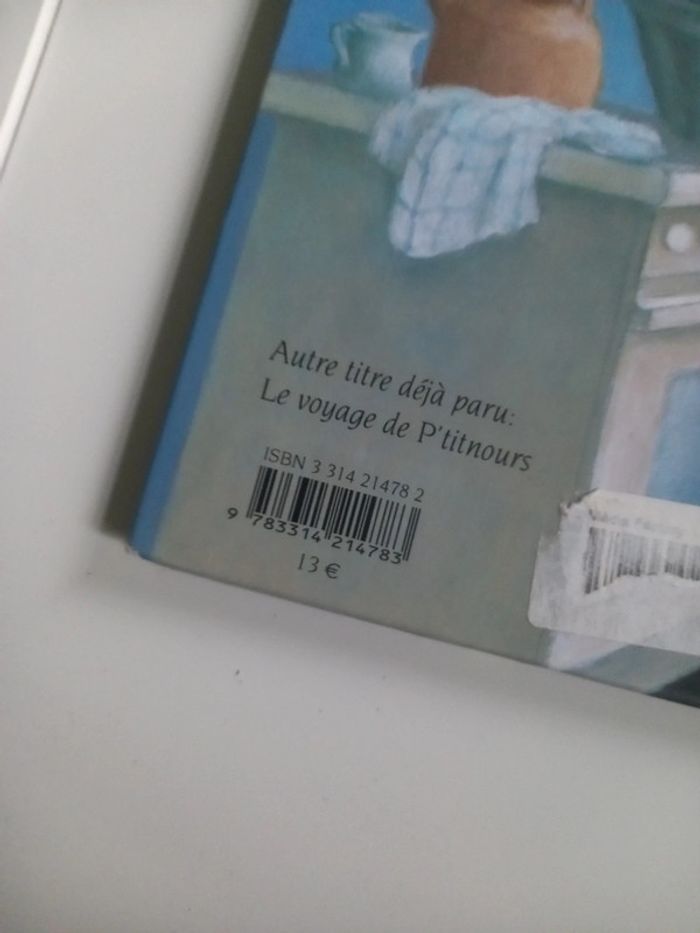 Autre titre déjà paru:
Le voyage de P'titnours
ISBN 3 314 21478 2
9 783314 214783
13 €